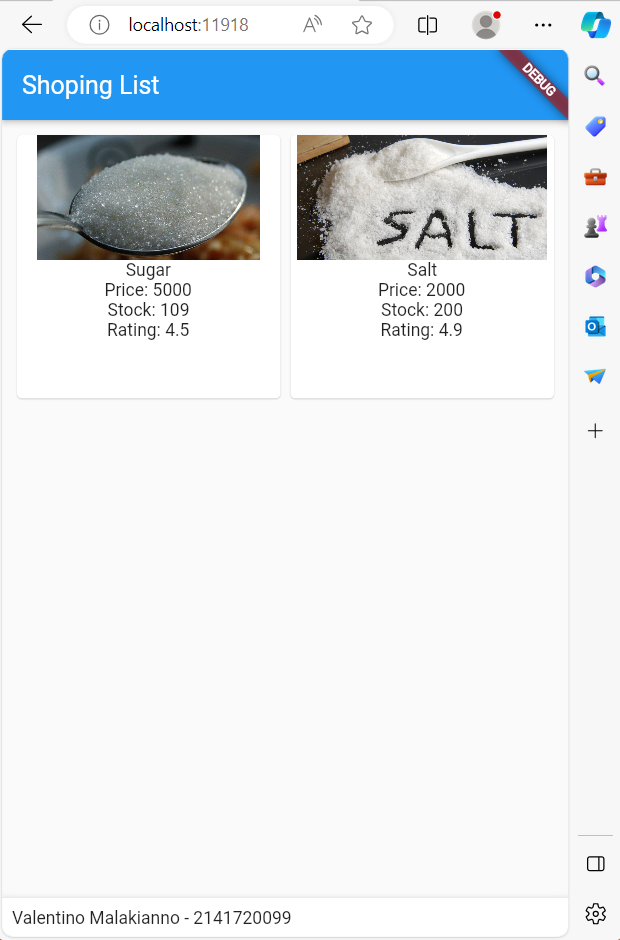 localhost:11918
Shoping List
DEBUG
SALT
Sugar
Price: 5000
Stock: 109
Rating: 4.5
Salt
Price: 2000
Stock: 200
Rating: 4.9
Valentino Malakianno - 2141720099